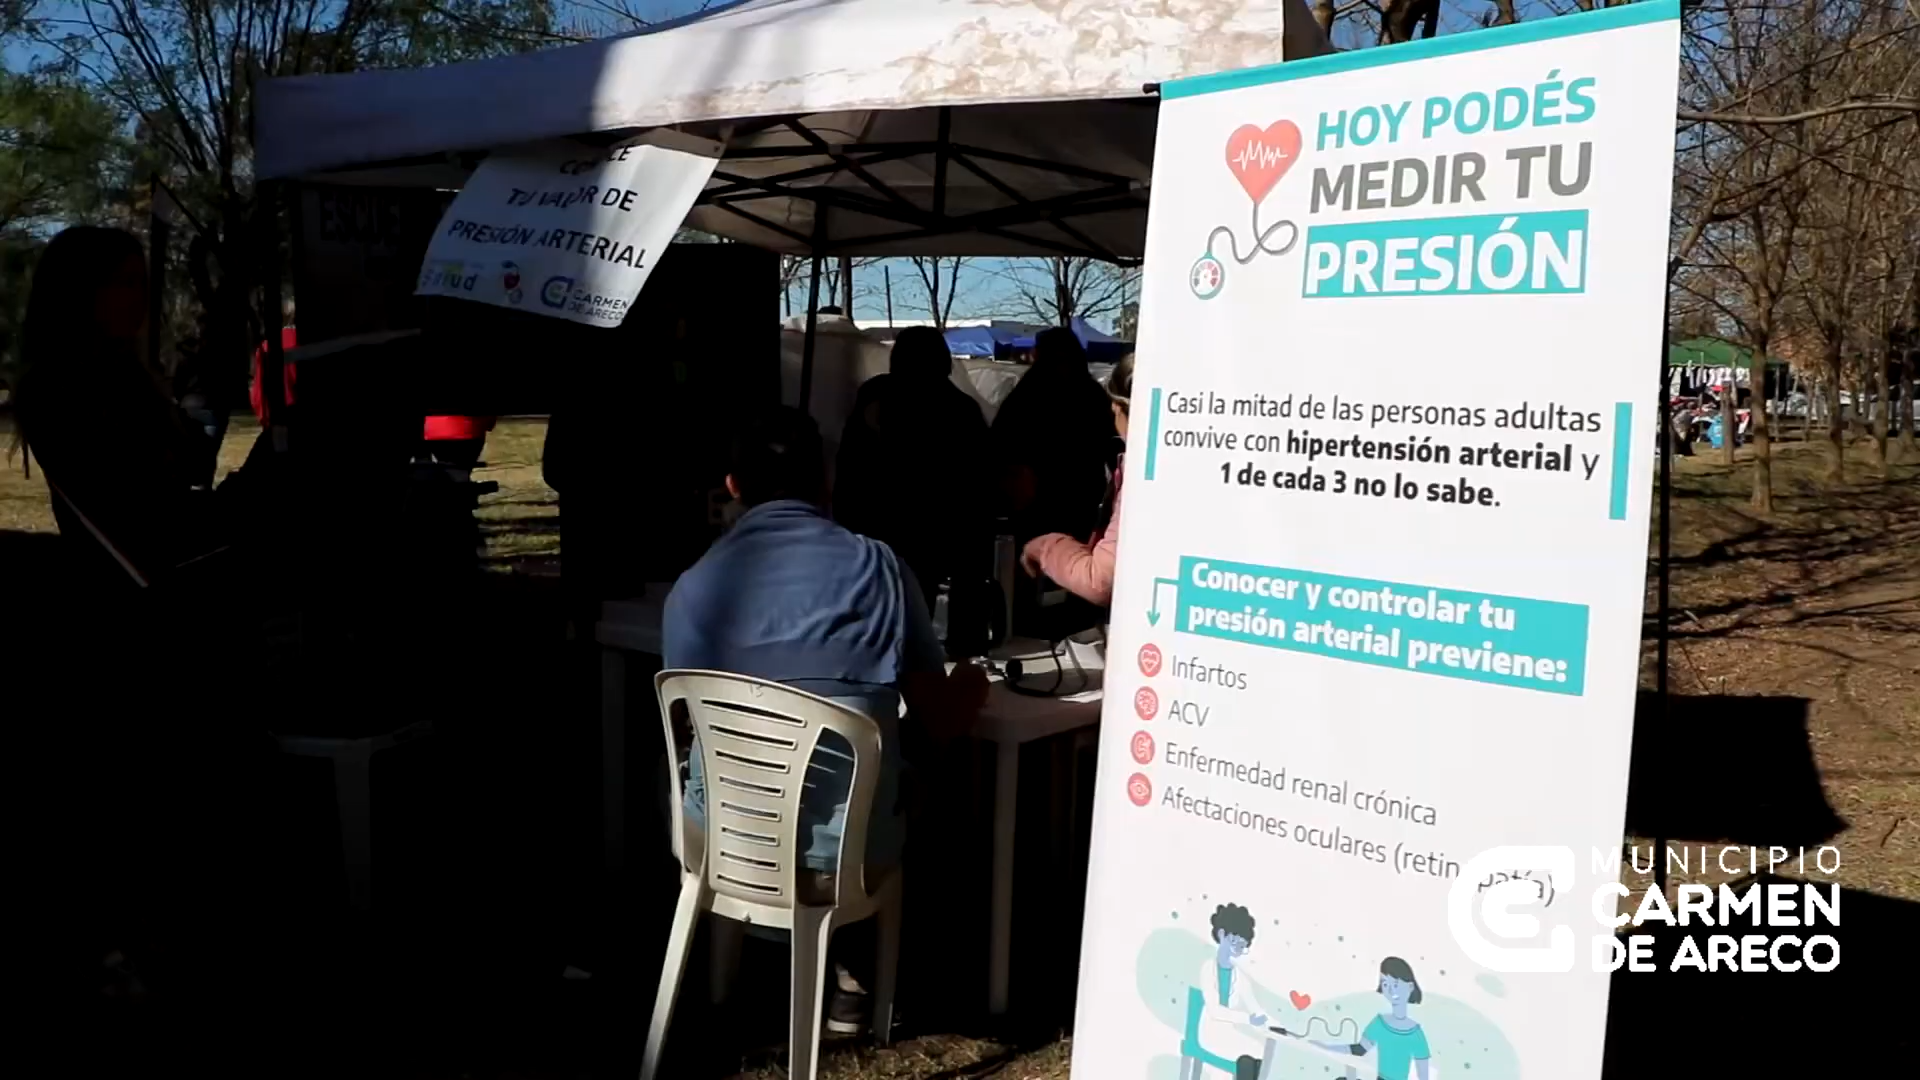 TU VALOR DE
PRESIÓN ARTERIAL
Salud
CARMEN
DE ARECO
HOY PODÉS
MEDIR TU
PRESIÓN
Casi la mitad de las personas adultas
convive con hipertensión arterial y
1 de cada 3 no lo sabe.
Conocer y controlar tu
presión arterial previene:
Infartos
ACV
Enfermedad renal crónica
Afectaciones oculares (retinopatía)
MUNICIPIO
CARMEN
DE ARECO